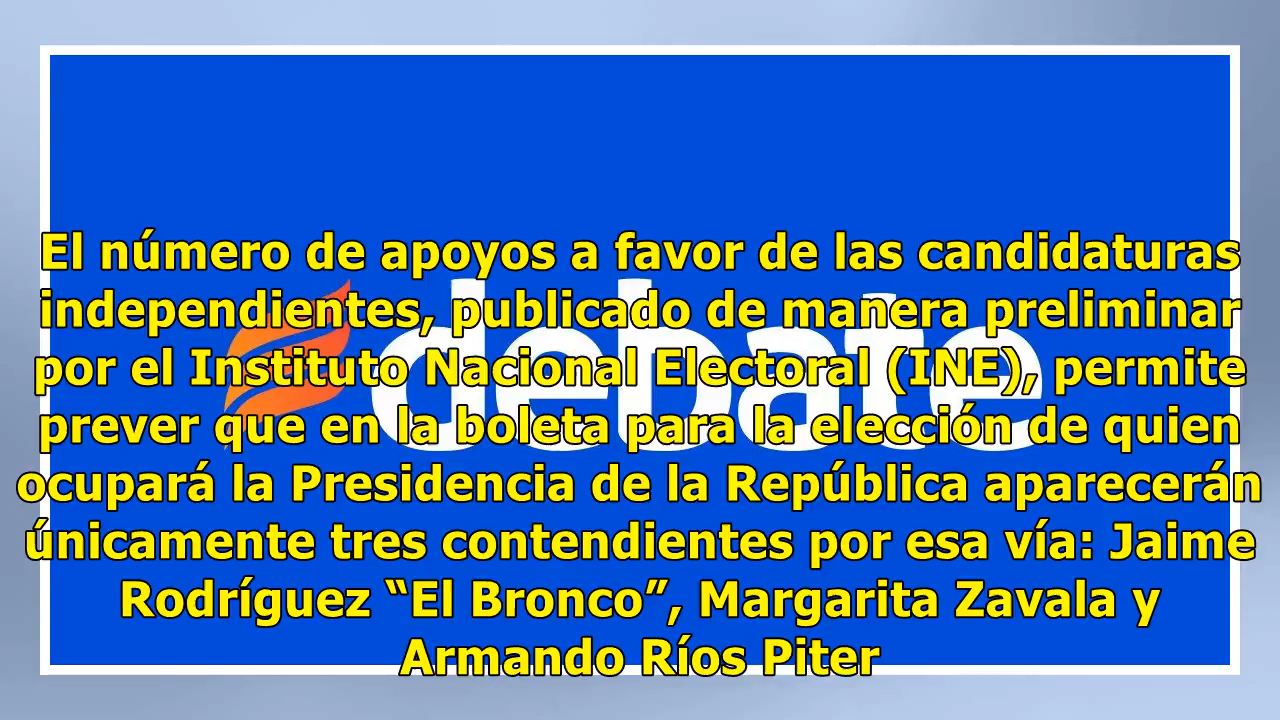 El número de apoyos a favor de las candidaturas
independientes, publicado de manera preliminar
por el Instituto Nacional Electoral (INE), permite
prever que en la boleta para la elección de quien
ocupará la Presidencia de la República aparecerán
únicamente tres contendientes por esa vía: Jaime
Rodríguez “El Bronco”, Margarita Zavala y
Armando Ríos Piter
debate